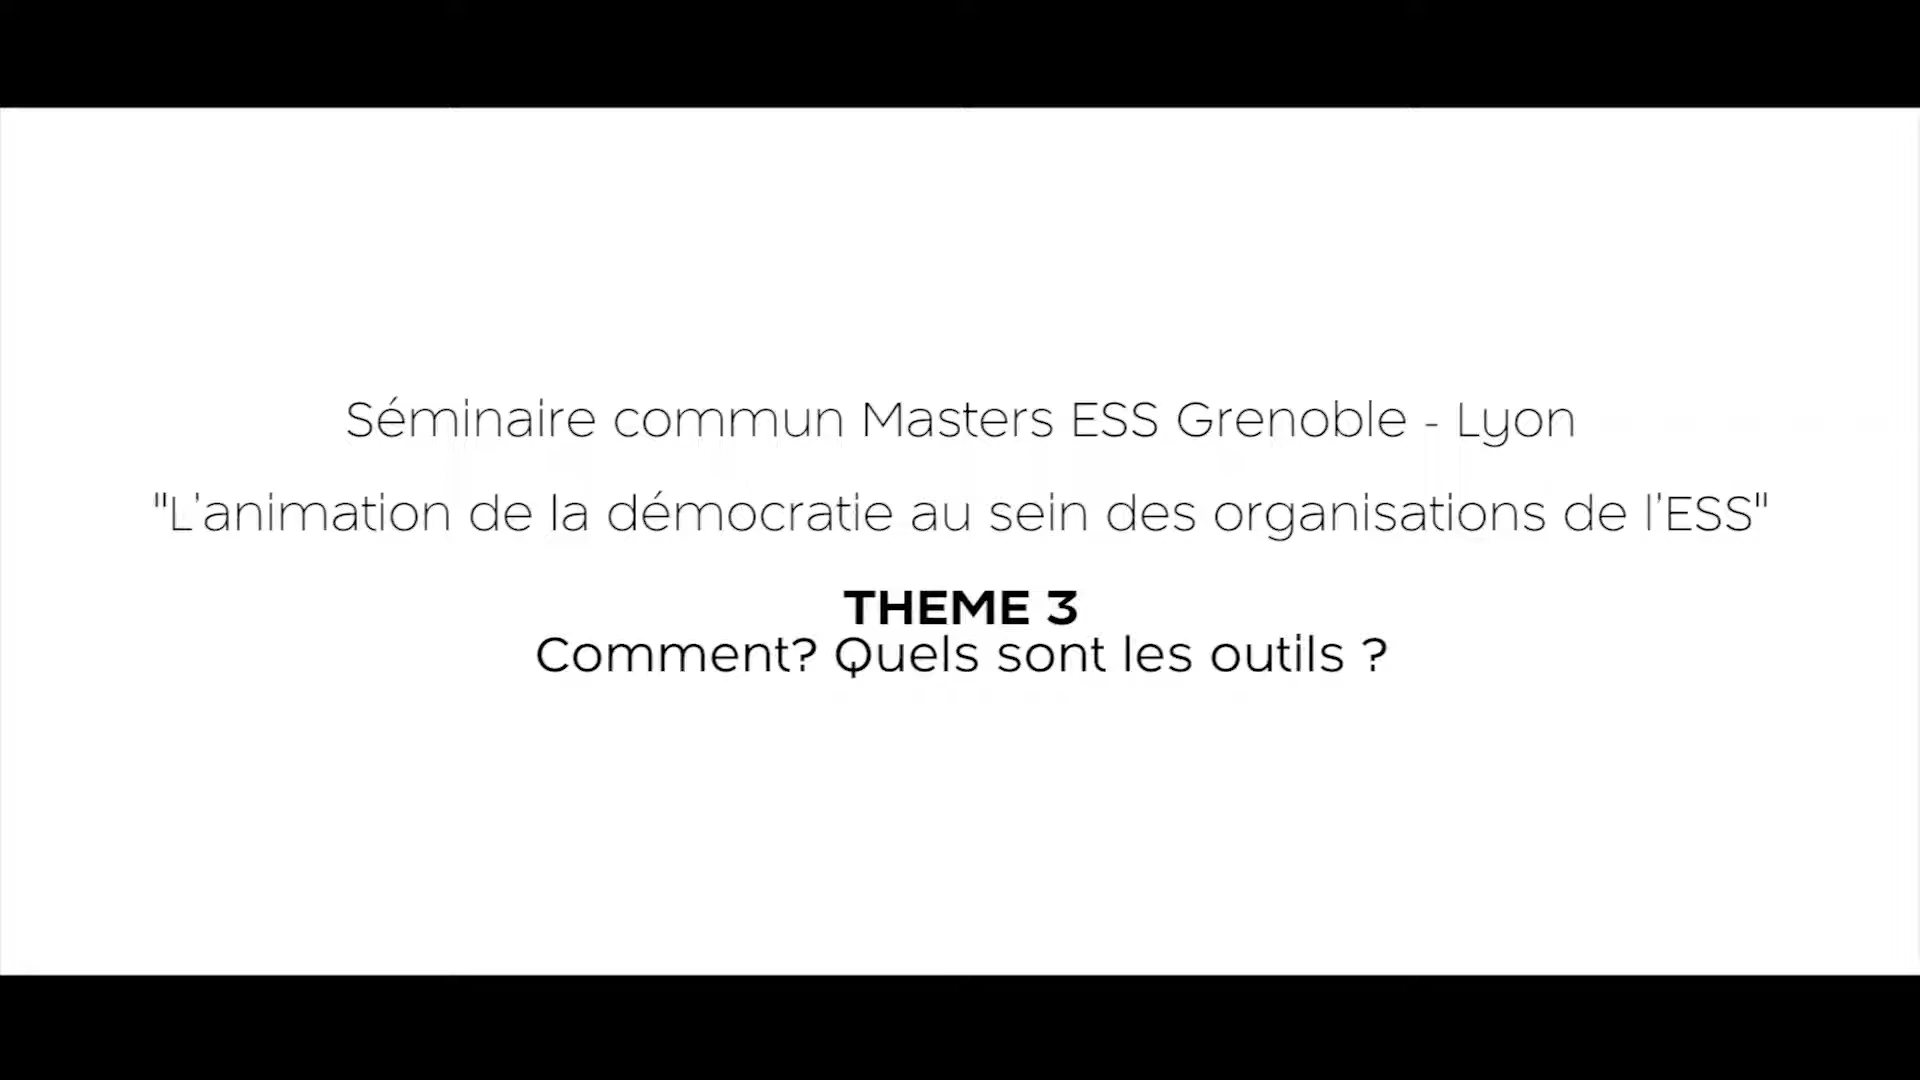 Séminaire commun Masters ESS Grenoble - Lyon
"L'animation de la démocratie au sein des organisations de l'ESS"
THEME 3
Comment? Quels sont les outils ?